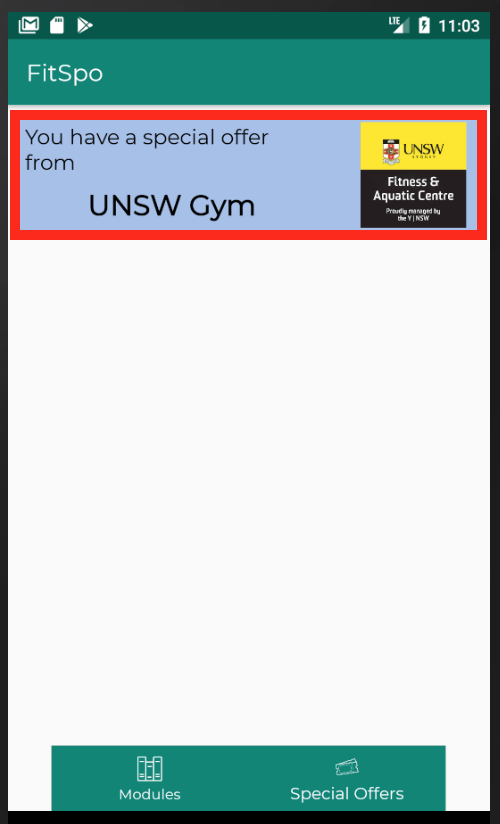 LTE 11:03
FitSpo
You have a special offer
from
UNSW Gym
UNSW
SYDNEY
Fitness &
Aquatic Centre
Proudly managed by
the Y | NSW
Modules
Special Offers